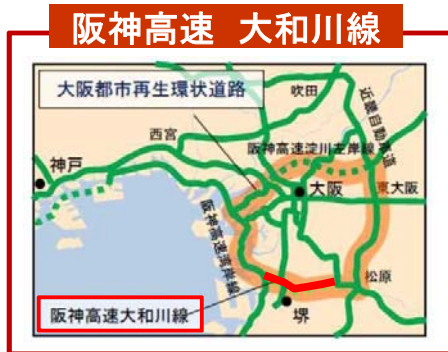 阪神高速 大和川線
大阪都市再生環状道路
吹田
近畿自動車道
西宮
阪神高速淀川左岸線
神戸
大阪
東大阪
阪神高速湾岸線
松原
阪神高速大和川線
堺